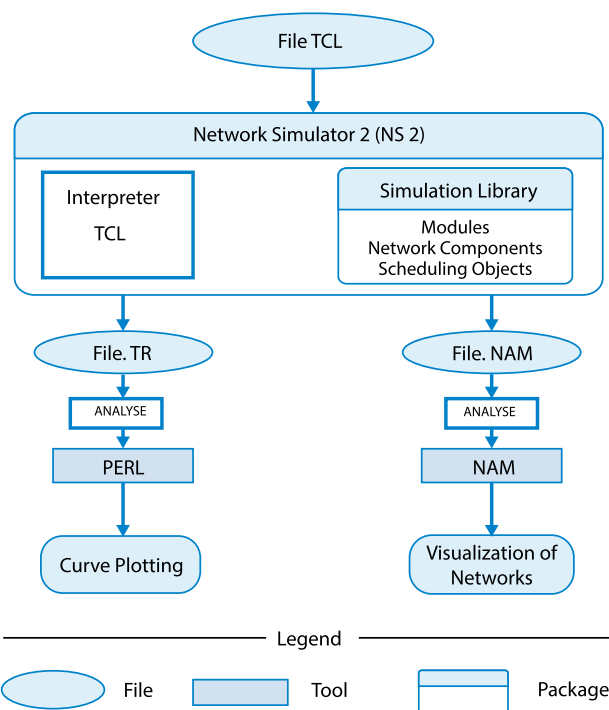 File TCL
Network Simulator 2 (NS 2)
Interpreter
TCL
Simulation Library
Modules
Network Components
Scheduling Objects
File. TR
File. NAM
ANALYSE
ANALYSE
PERL
NAM
Curve Plotting
Visualization of
Networks
Legend
File
Tool
Package